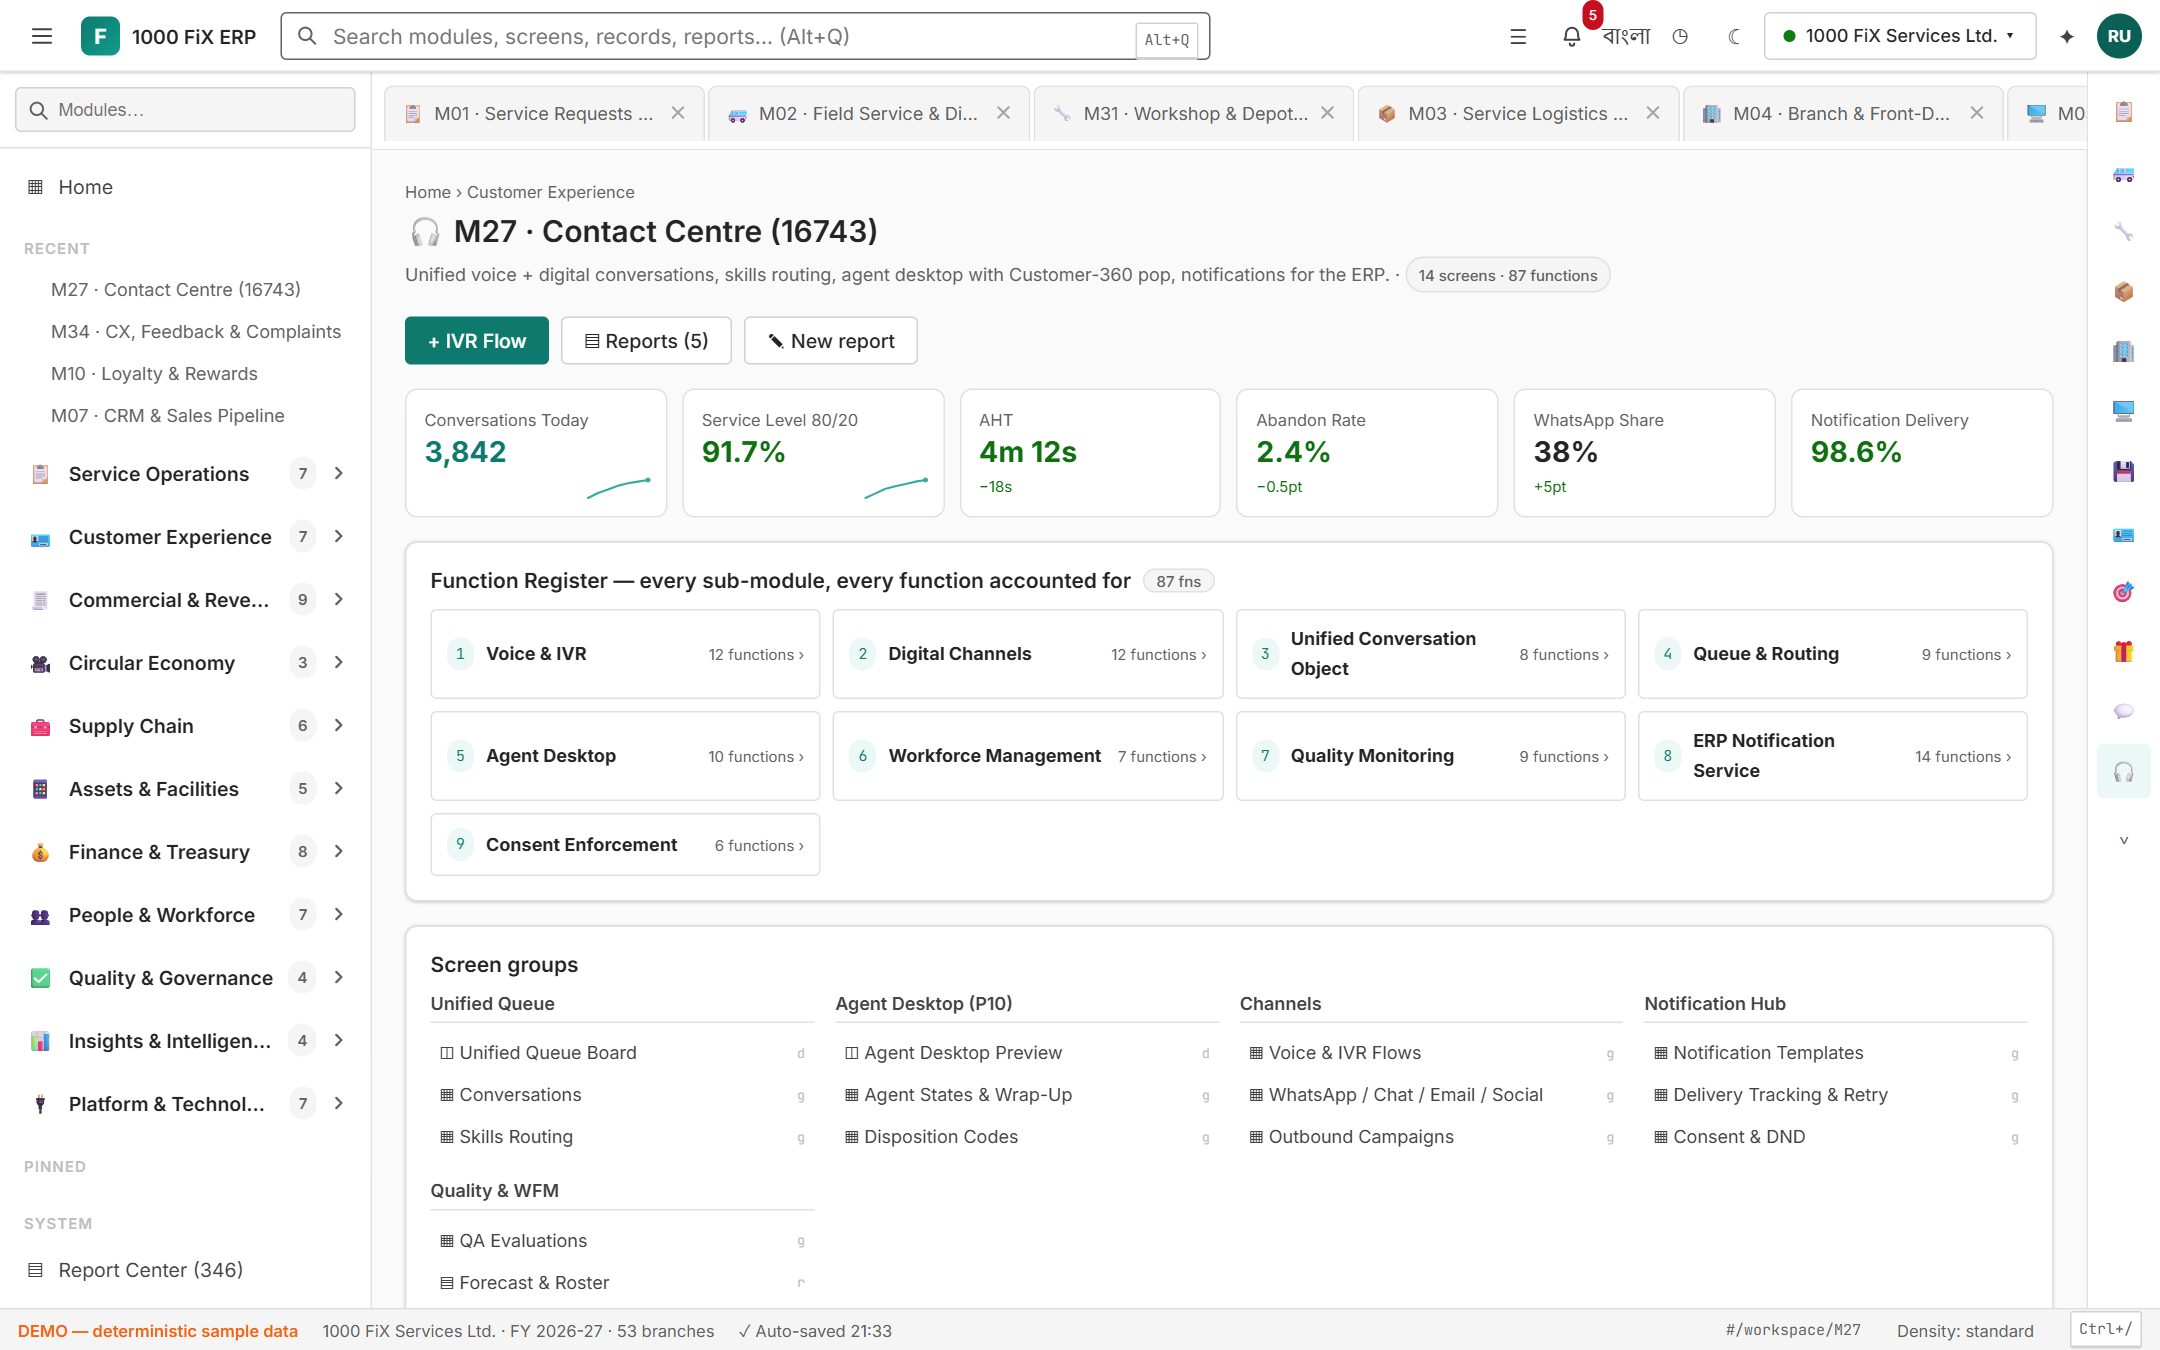 F 1000 FiX ERP
Search modules, screens, records, reports... (Alt+Q)
Alt+Q
5
বাংলা
1000 FiX Services Ltd.
RU
Modules...
M01 · Service Requests ...
M02 · Field Service & Di...
M31 · Workshop & Depot...
M03 · Service Logistics ...
M04 · Branch & Front-D...
M0
Home
RECENT
M27 · Contact Centre (16743)
M34 · CX, Feedback & Complaints
M10 · Loyalty & Rewards
M07 · CRM & Sales Pipeline
Service Operations 7
Customer Experience 7
Commercial & Reve... 9
Circular Economy 3
Supply Chain 6
Assets & Facilities 5
Finance & Treasury 8
People & Workforce 7
Quality & Governance 4
Insights & Intelligen... 4
Platform & Technol... 7
PINNED
SYSTEM
Report Center (346)
Home › Customer Experience
M27 · Contact Centre (16743)
Unified voice + digital conversations, skills routing, agent desktop with Customer-360 pop, notifications for the ERP. · 14 screens · 87 functions
+ IVR Flow
Reports (5)
New report
Conversations Today
3,842
Service Level 80/20
91.7%
AHT
4m 12s
−18s
Abandon Rate
2.4%
−0.5pt
WhatsApp Share
38%
+5pt
Notification Delivery
98.6%
Function Register — every sub-module, every function accounted for 87 fns
1 Voice & IVR 12 functions ›
2 Digital Channels 12 functions ›
3 Unified Conversation Object 8 functions ›
4 Queue & Routing 9 functions ›
5 Agent Desktop 10 functions ›
6 Workforce Management 7 functions ›
7 Quality Monitoring 9 functions ›
8 ERP Notification Service 14 functions ›
9 Consent Enforcement 6 functions ›
Screen groups
Unified Queue
Unified Queue Board d
Conversations g
Skills Routing g
Agent Desktop (P10)
Agent Desktop Preview d
Agent States & Wrap-Up g
Disposition Codes g
Channels
Voice & IVR Flows g
WhatsApp / Chat / Email / Social g
Outbound Campaigns g
Notification Hub
Notification Templates g
Delivery Tracking & Retry g
Consent & DND g
Quality & WFM
QA Evaluations g
Forecast & Roster r
DEMO — deterministic sample data
1000 FiX Services Ltd. · FY 2026-27 · 53 branches
✓ Auto-saved 21:33
#/workspace/M27
Density: standard
Ctrl+/